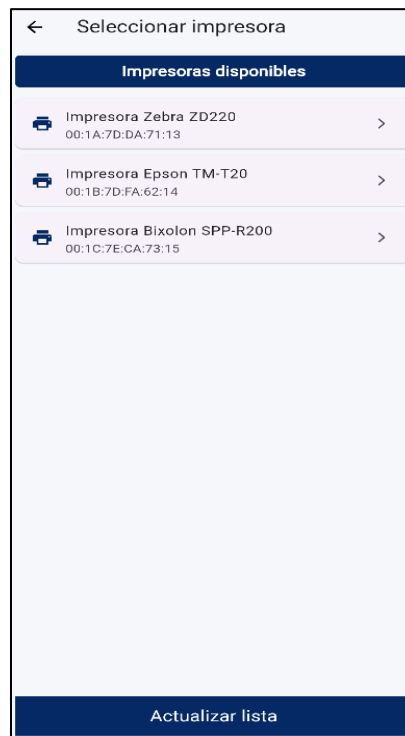 Seleccionar impresora
Impresoras disponibles
Impresora Zebra ZD220
00:1A:7D:DA:71:13
Impresora Epson TM-T20
00:1B:7D:FA:62:14
Impresora Bixolon SPP-R200
00:1C:7E:CA:73:15
Actualizar lista